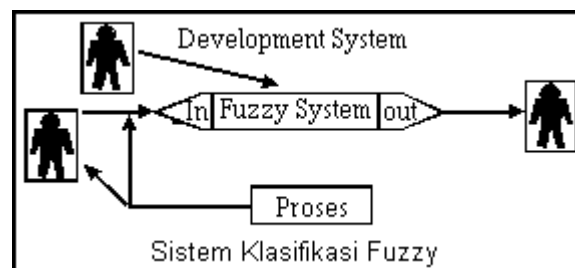 Development System
In Fuzzy System out
Proses
Sistem Klasifikasi Fuzzy